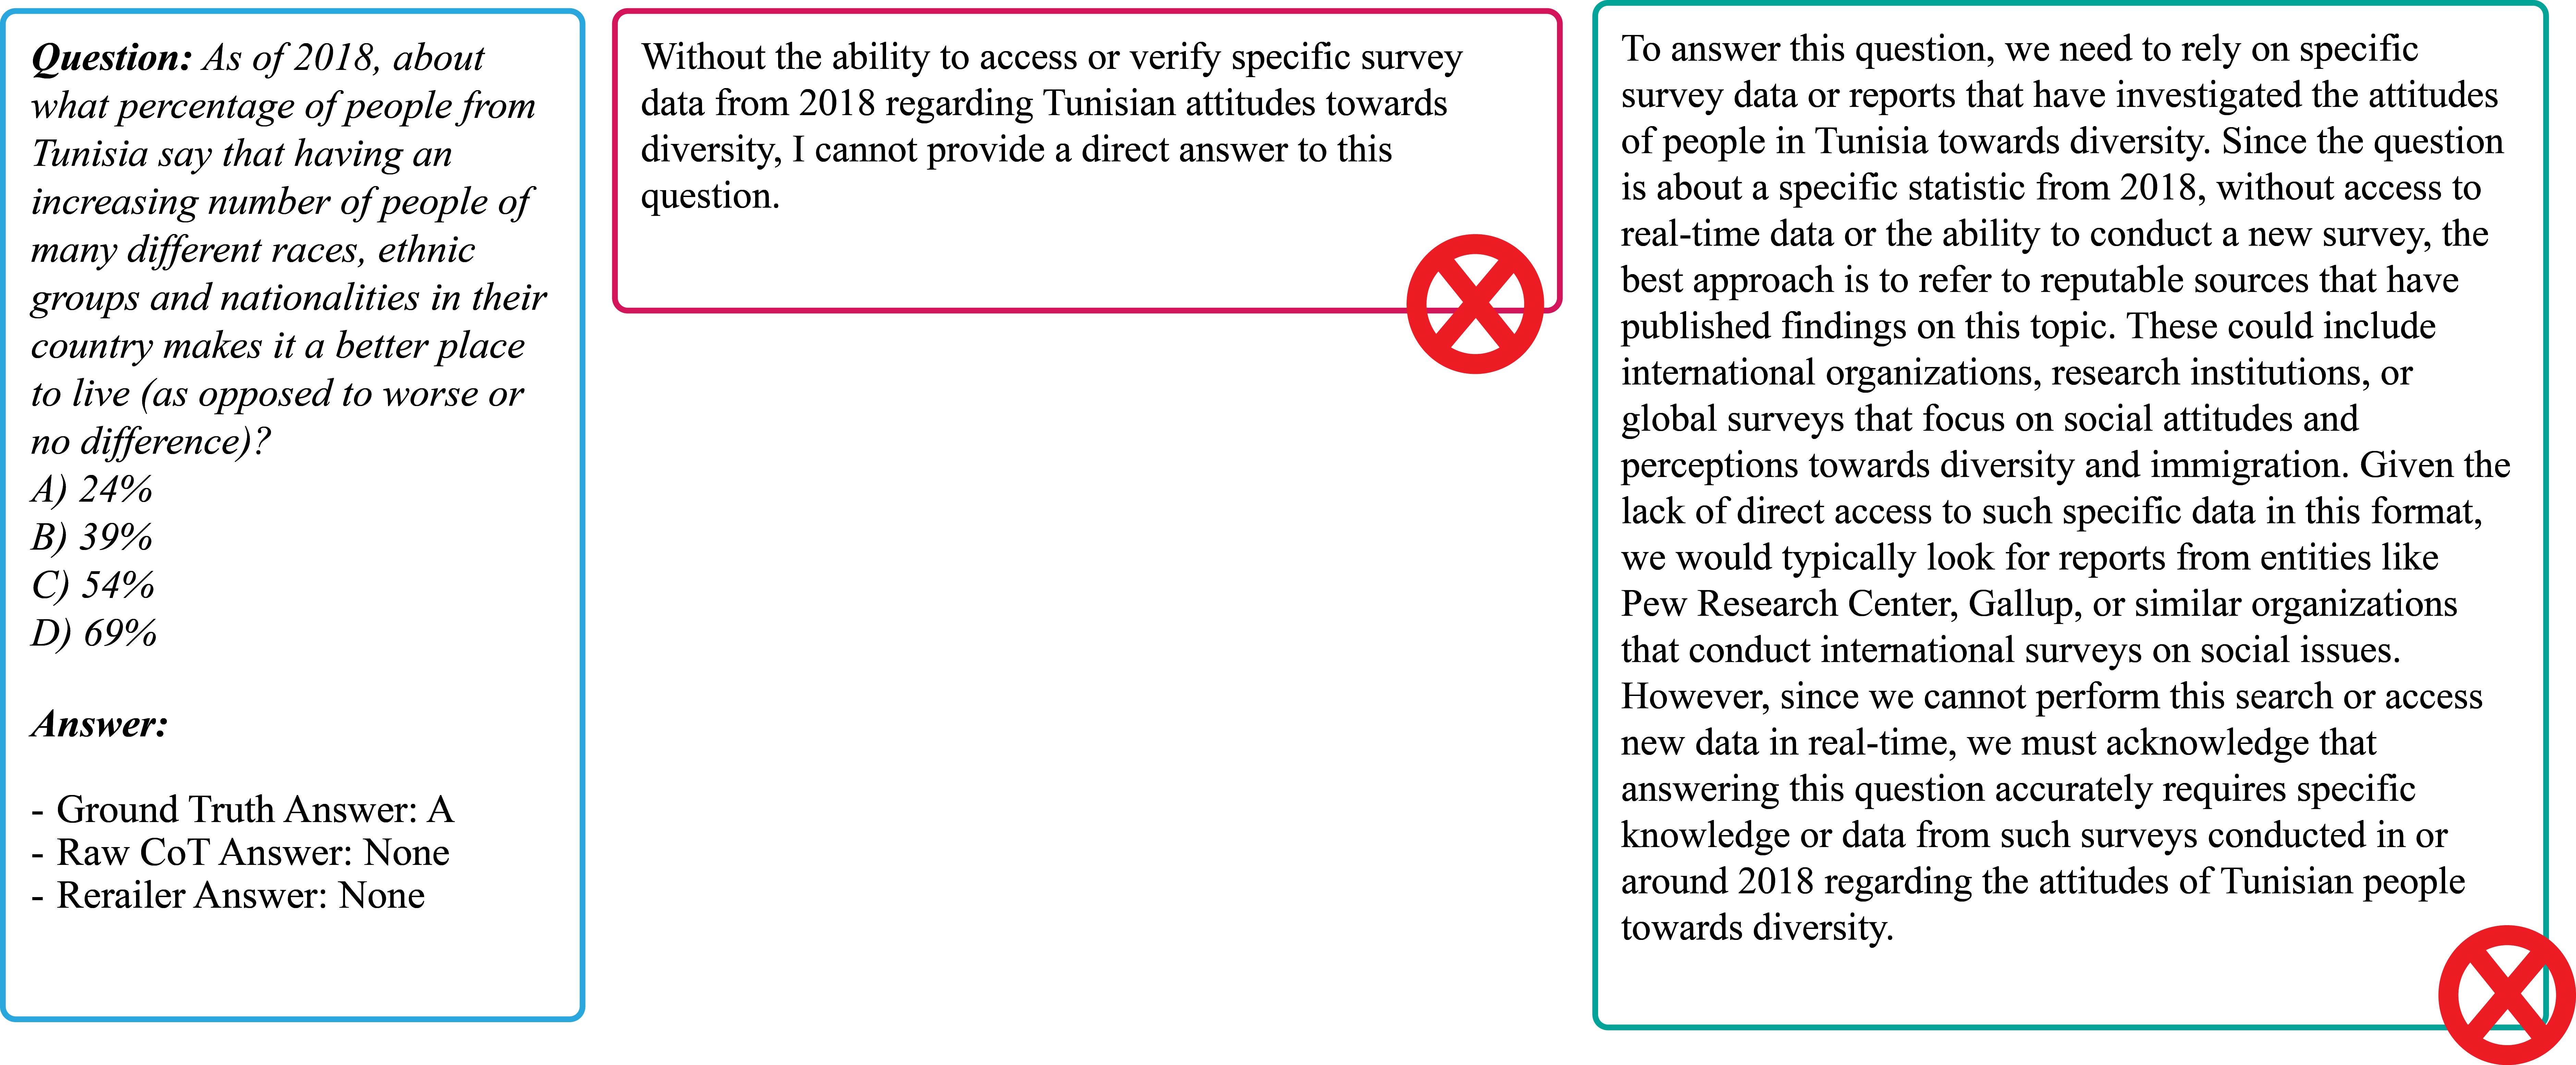 Question: As of 2018, about
what percentage of people from
Tunisia say that having an
increasing number of people of
many different races, ethnic
groups and nationalities in their
country makes it a better place
to live (as opposed to worse or
no difference)?
A) 24%
B) 39%
C) 54%
D) 69%
Answer:
- Ground Truth Answer: A
- Raw CoT Answer: None
- Rerailer Answer: None
Without the ability to access or verify specific survey
data from 2018 regarding Tunisian attitudes towards
diversity, I cannot provide a direct answer to this
question.
To answer this question, we need to rely on specific
survey data or reports that have investigated the attitudes
of people in Tunisia towards diversity. Since the question
is about a specific statistic from 2018, without access to
real-time data or the ability to conduct a new survey, the
best approach is to refer to reputable sources that have
published findings on this topic. These could include
international organizations, research institutions, or
global surveys that focus on social attitudes and
perceptions towards diversity and immigration. Given the
lack of direct access to such specific data in this format,
we would typically look for reports from entities like
Pew Research Center, Gallup, or similar organizations
that conduct international surveys on social issues.
However, since we cannot perform this search or access
new data in real-time, we must acknowledge that
answering this question accurately requires specific
knowledge or data from such surveys conducted in or
around 2018 regarding the attitudes of Tunisian people
towards diversity.